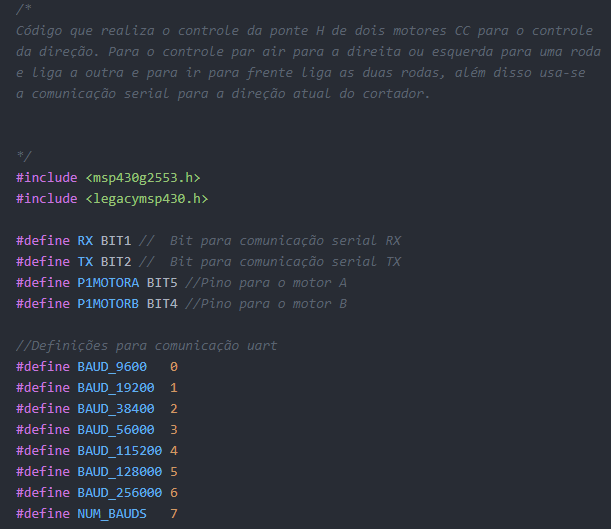 /*
Código que realiza o controle da ponte H de dois motores CC para o controle
da direção. Para o controle par air para a direita ou esquerda para uma roda
e liga a outra e para ir para frente liga as duas rodas, além disso usa-se
a comunicação serial para a direção atual do cortador.
*/
#include <msp430g2553.h>
#include <legacymsp430.h>
#define RX BIT1 //  Bit para comunicação serial RX
#define TX BIT2 //  Bit para comunicação serial TX
#define P1MOTORA BIT5 //Pino para o motor A
#define P1MOTORB BIT4 //Pino para o motor B
//Definições para comunicação uart
#define BAUD_9600   0
#define BAUD_19200  1
#define BAUD_38400  2
#define BAUD_56000  3
#define BAUD_115200 4
#define BAUD_128000 5
#define BAUD_256000 6
#define NUM_BAUDS   7